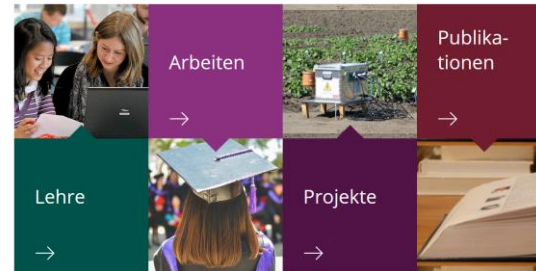 Arbeiten
→
Publika-
tionen
→
Lehre
→
Projekte
→